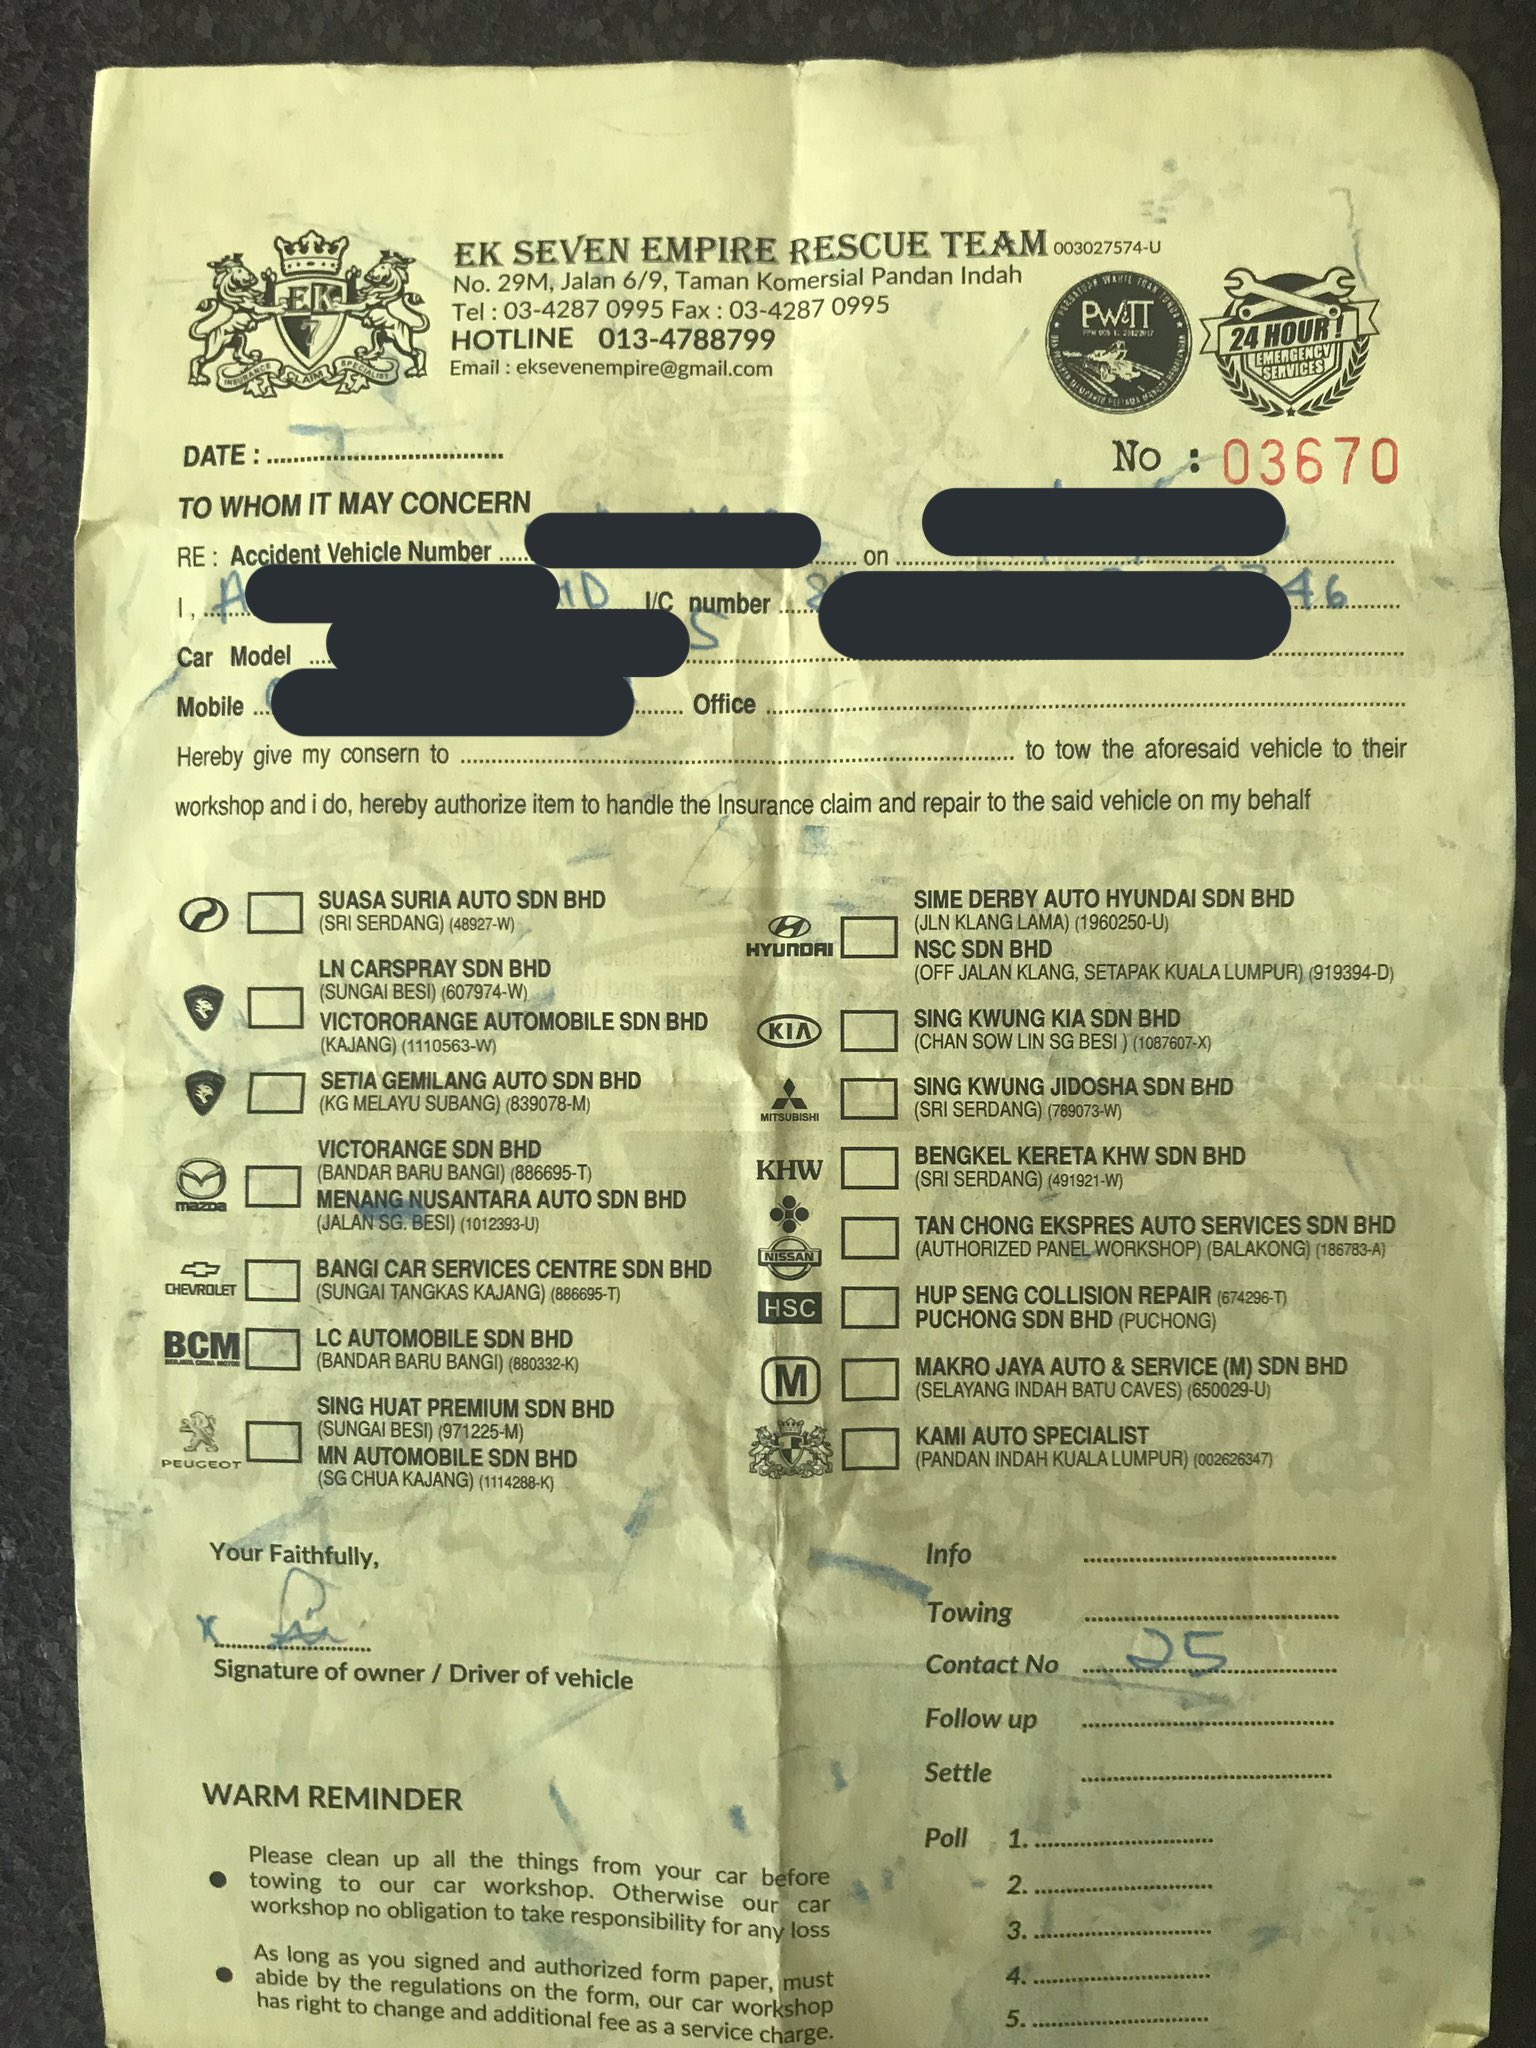 EK SEVEN EMPIRE RESCUE TEAM 003027574-U
No. 29M, Jalan 6/9, Taman Komersial Pandan Indah
Tel : 03-4287 0995 Fax : 03-4287 0995
HOTLINE 013-4788799
Email : eksevenempire@gmail.com
EK
7
INSURANCE CLAIM SPECIALIST
PW&TT
24 HOUR !
EMERGENCY
SERVICES
DATE :
No : 03670
TO WHOM IT MAY CONCERN
RE : Accident Vehicle Number on
I , A HD I/C number 8 46
Car Model S
Mobile Office
Hereby give my consern to to tow the aforesaid vehicle to their
workshop and i do, hereby authorize item to handle the Insurance claim and repair to the said vehicle on my behalf
SUASA SURIA AUTO SDN BHD
(SRI SERDANG) (48927-W)
LN CARSPRAY SDN BHD
(SUNGAI BESI) (607974-W)
VICTORORANGE AUTOMOBILE SDN BHD
(KAJANG) (1110563-W)
SETIA GEMILANG AUTO SDN BHD
(KG MELAYU SUBANG) (839078-M)
mazda
VICTORANGE SDN BHD
(BANDAR BARU BANGI) (886695-T)
MENANG NUSANTARA AUTO SDN BHD
(JALAN SG. BESI) (1012393-U)
CHEVROLET
BANGI CAR SERVICES CENTRE SDN BHD
(SUNGAI TANGKAS KAJANG) (886695-T)
BCM
BERJAYA CHINA MOTOR
LC AUTOMOBILE SDN BHD
(BANDAR BARU BANGI) (880332-K)
PEUGEOT
SING HUAT PREMIUM SDN BHD
(SUNGAI BESI) (971225-M)
MN AUTOMOBILE SDN BHD
(SG CHUA KAJANG) (1114288-K)
HYUNDAI
SIME DERBY AUTO HYUNDAI SDN BHD
(JLN KLANG LAMA) (1960250-U)
NSC SDN BHD
(OFF JALAN KLANG, SETAPAK KUALA LUMPUR) (919394-D)
KIA
SING KWUNG KIA SDN BHD
(CHAN SOW LIN SG BESI ) (1087607-X)
MITSUBISHI
SING KWUNG JIDOSHA SDN BHD
(SRI SERDANG) (789073-W)
KHW
BENGKEL KERETA KHW SDN BHD
(SRI SERDANG) (491921-W)
NISSAN
TAN CHONG EKSPRES AUTO SERVICES SDN BHD
(AUTHORIZED PANEL WORKSHOP) (BALAKONG) (186783-A)
HSC
HUP SENG COLLISION REPAIR (674296-T)
PUCHONG SDN BHD (PUCHONG)
M
MAKRO JAYA AUTO & SERVICE (M) SDN BHD
(SELAYANG INDAH BATU CAVES) (650029-U)
KAMI AUTO SPECIALIST
(PANDAN INDAH KUALA LUMPUR) (002626347)
Your Faithfully,
x
Signature of owner / Driver of vehicle
Info
Towing
Contact No 25
Follow up
Settle
Poll 1.
2.
3.
4.
5.
WARM REMINDER
● Please clean up all the things from your car before
towing to our car workshop. Otherwise our car
workshop no obligation to take responsibility for any loss
● As long as you signed and authorized form paper, must
abide by the regulations on the form, our car workshop
has right to change and additional fee as a service charge.